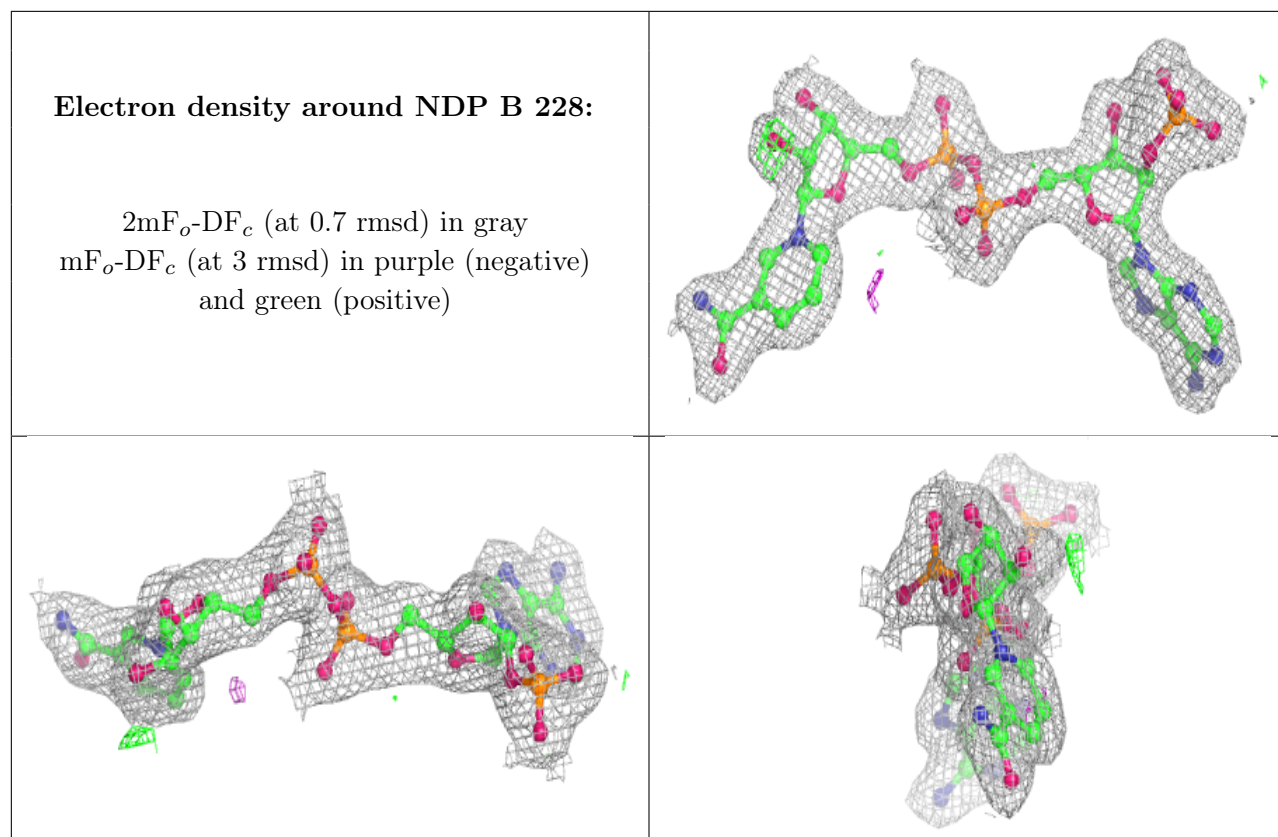 Electron density around NDP B 228:
2mFo-DFc (at 0.7 rmsd) in gray
mFo-DFc (at 3 rmsd) in purple (negative)
and green (positive)